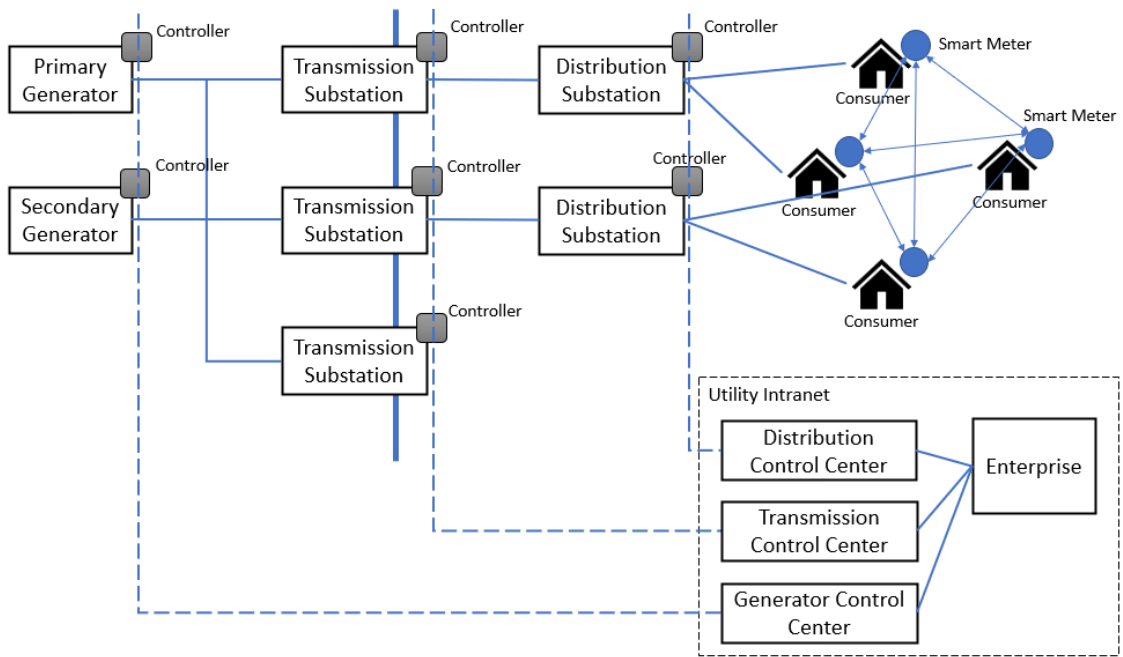 Controller
Controller
Controller
Primary
Generator
Transmission
Substation
Distribution
Substation
Smart Meter
Consumer
Smart Meter
Controller
Controller
Controller
Secondary
Generator
Transmission
Substation
Distribution
Substation
Consumer
Consumer
Controller
Transmission
Substation
Consumer
Utility Intranet
Distribution
Control Center
Enterprise
Transmission
Control Center
Generator Control
Center